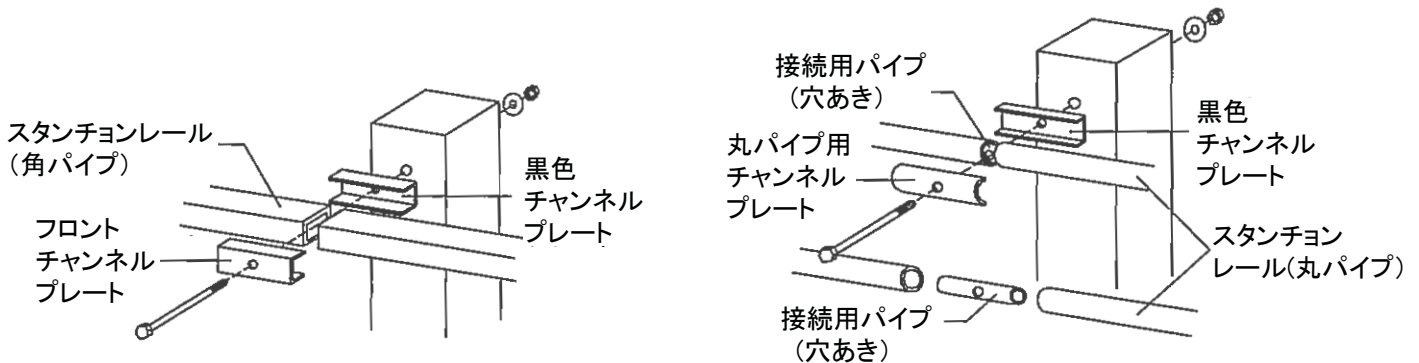 スタンチョンレール
（角パイプ）
フロント
チャンネル
プレート
黒色
チャンネル
プレート
接続用パイプ
（穴あき）
丸パイプ用
チャンネル
プレート
黒色
チャンネル
プレート
スタンチョン
レール(丸パイプ)
接続用パイプ
（穴あき）